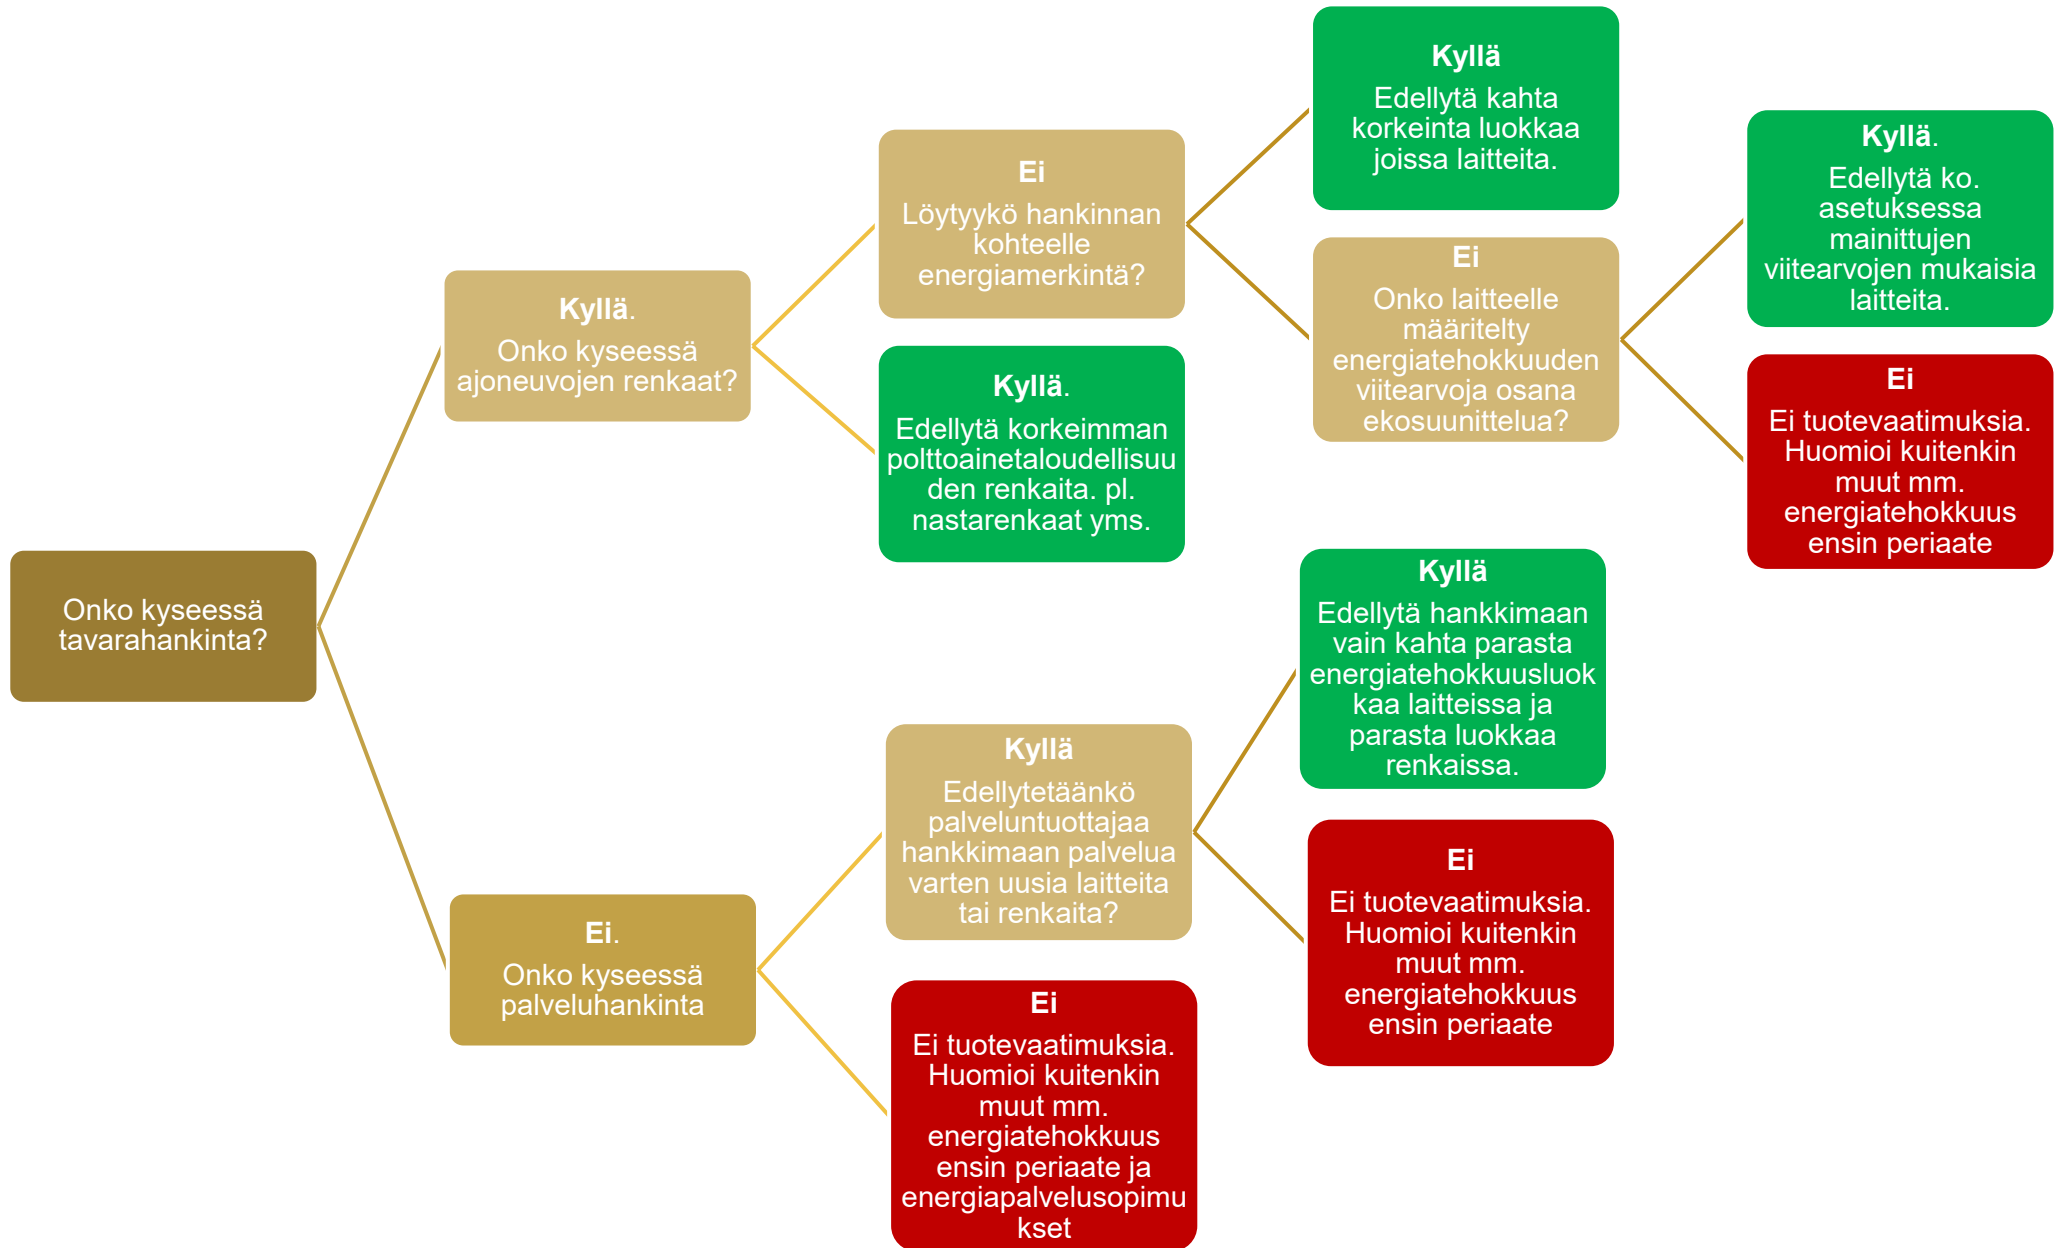 Onko kyseessä
tavarahankinta?
Kyllä.
Onko kyseessä
ajoneuvojen renkaat?
Ei
Löytyykö hankinnan
kohteelle
energiamerkintä?
Kyllä
Edellytä kahta
korkeinta luokkaa
joissa laitteita.
Ei
Onko laitteelle
määritelty
energiatehokkuuden
viitearvoja osana
ekosuunittelua?
Kyllä.
Edellytä ko.
asetuksessa
mainittujen
viitearvojen mukaisia
laitteita.
Ei
Ei tuotevaatimuksia.
Huomioi kuitenkin
muut mm.
energiatehokkuus
ensin periaate
Kyllä.
Edellytä korkeimman
polttoainetaloudellisuu
den renkaita. pl.
nastarenkaat yms.
Ei.
Onko kyseessä
palveluhankinta
Kyllä
Edellytetäänkö
palveluntuottajaa
hankkimaan palvelua
varten uusia laitteita
tai renkaita?
Kyllä
Edellytä hankkimaan
vain kahta parasta
energiatehokkuusluok
kaa laitteissa ja
parasta luokkaa
renkaissa.
Ei
Ei tuotevaatimuksia.
Huomioi kuitenkin
muut mm.
energiatehokkuus
ensin periaate
Ei
Ei tuotevaatimuksia.
Huomioi kuitenkin
muut mm.
energiatehokkuus
ensin periaate ja
energiapalvelusopimu
kset